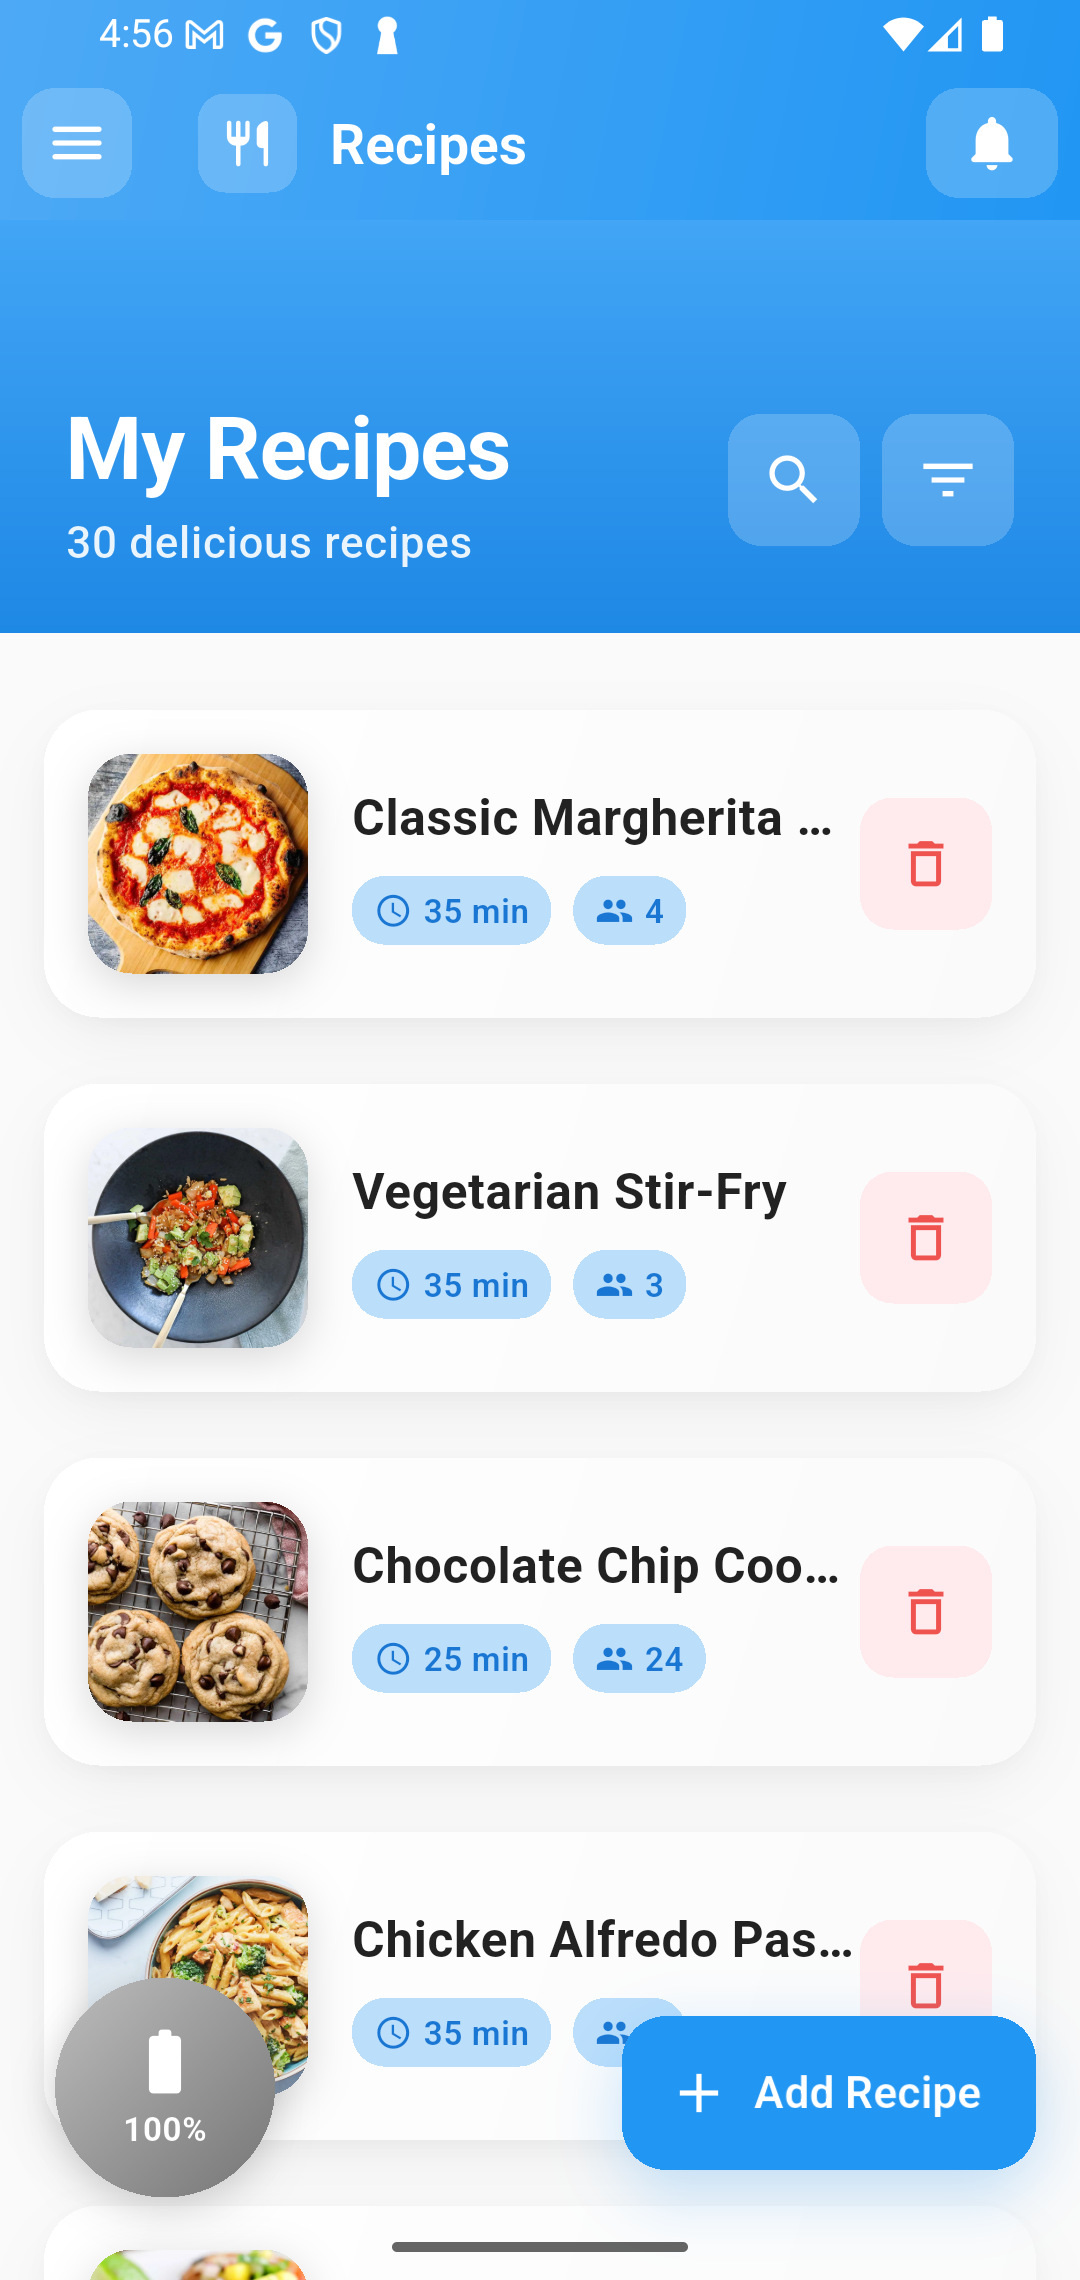 4:56
Recipes
My Recipes
30 delicious recipes
Classic Margherita ...
35 min
4
Vegetarian Stir-Fry
35 min
3
Chocolate Chip Coo...
25 min
24
Chicken Alfredo Pas...
35 min
100%
Add Recipe